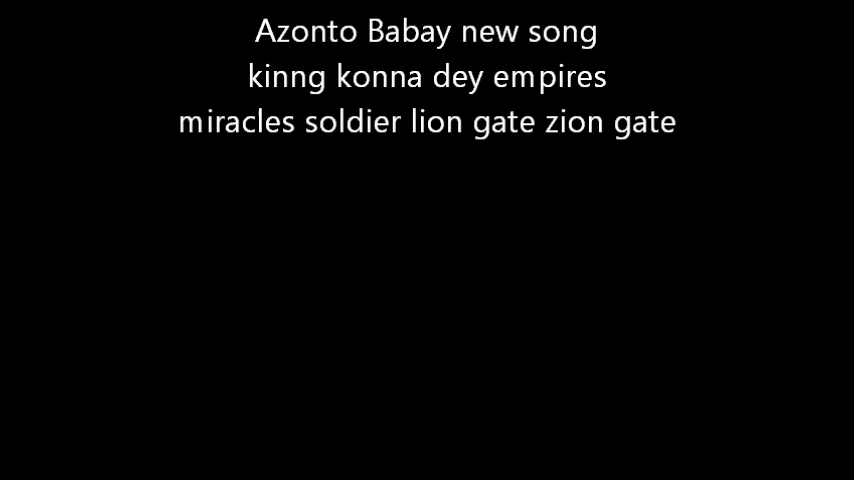 Azonto Babay new song
kinng konna dey empires
miracles soldier lion gate zion gate